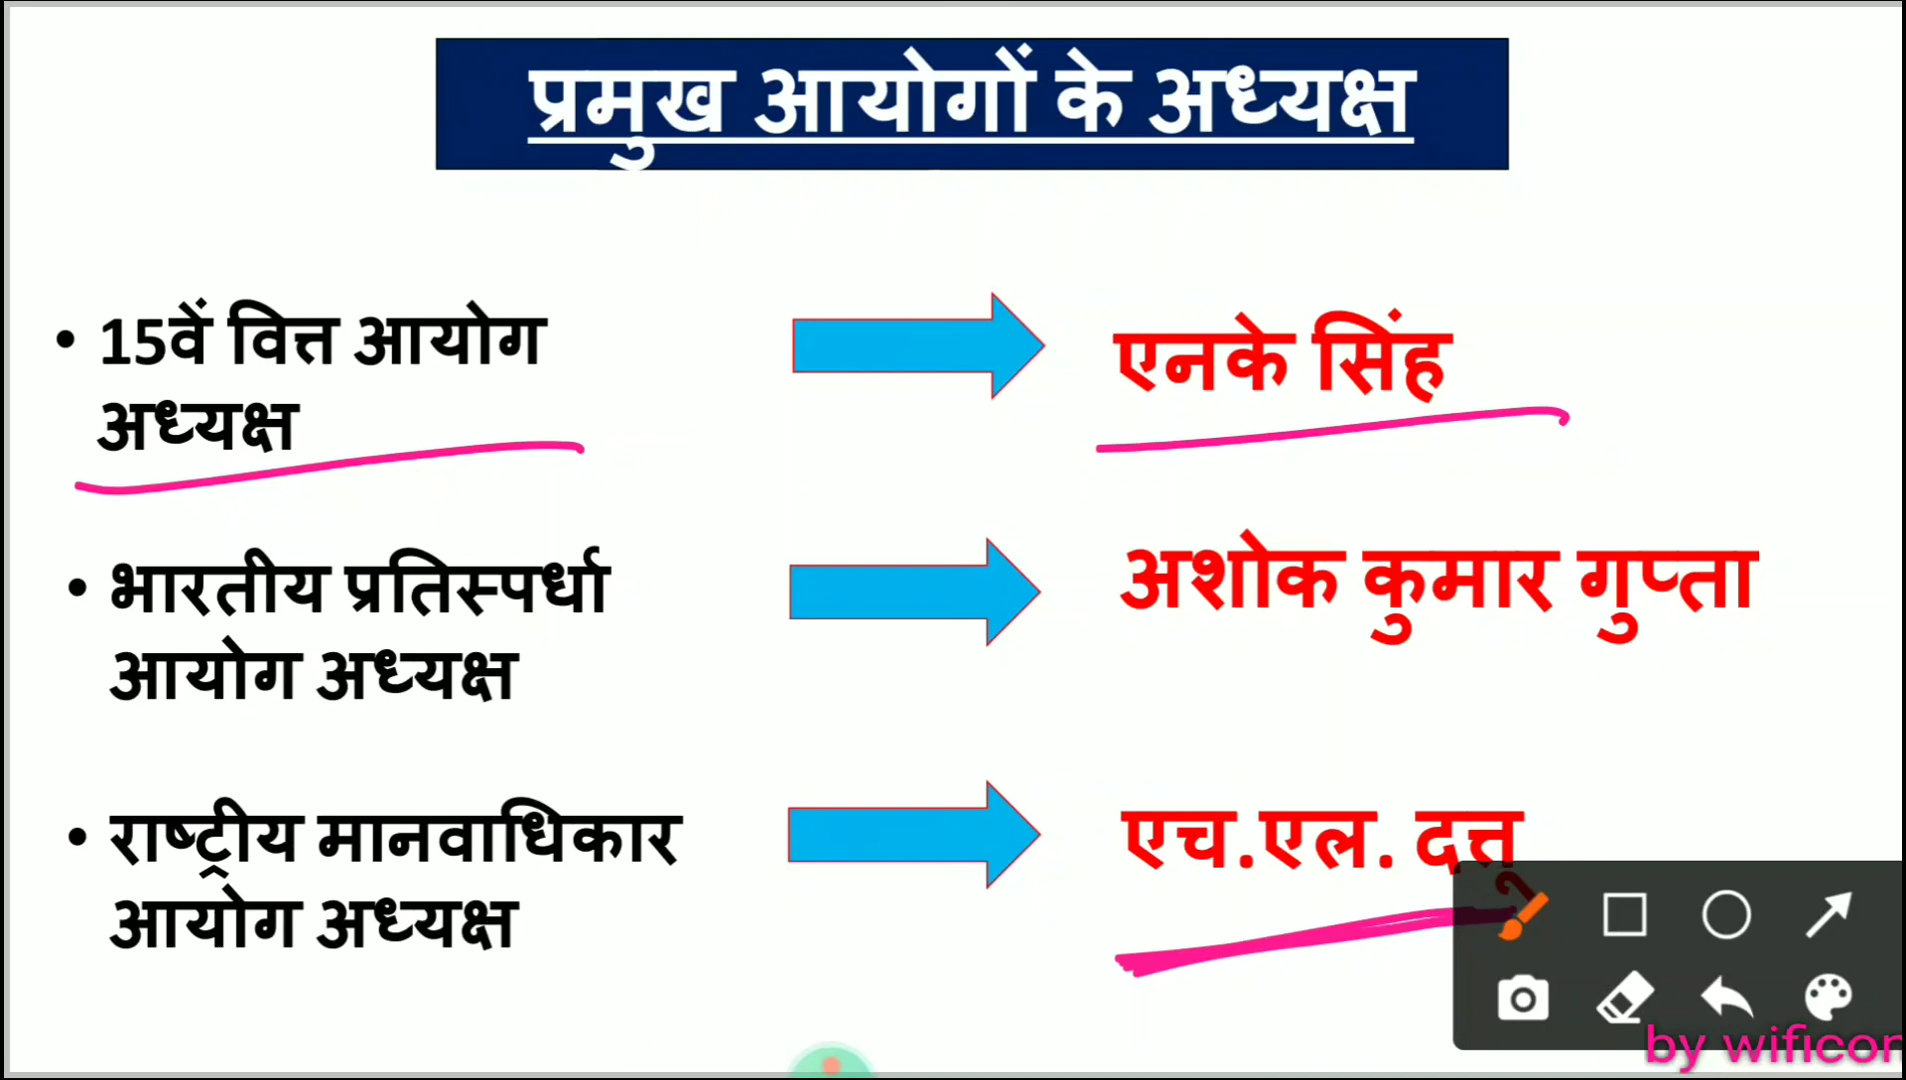 प्रमुख आयोगों के अध्यक्ष
• 15वें वित्त आयोग
अध्यक्ष
एनके सिंह
• भारतीय प्रतिस्पर्धा
आयोग अध्यक्ष
अशोक कुमार गुप्ता
• राष्ट्रीय मानवाधिकार
आयोग अध्यक्ष
एच.एल. दत्तू
by wificon